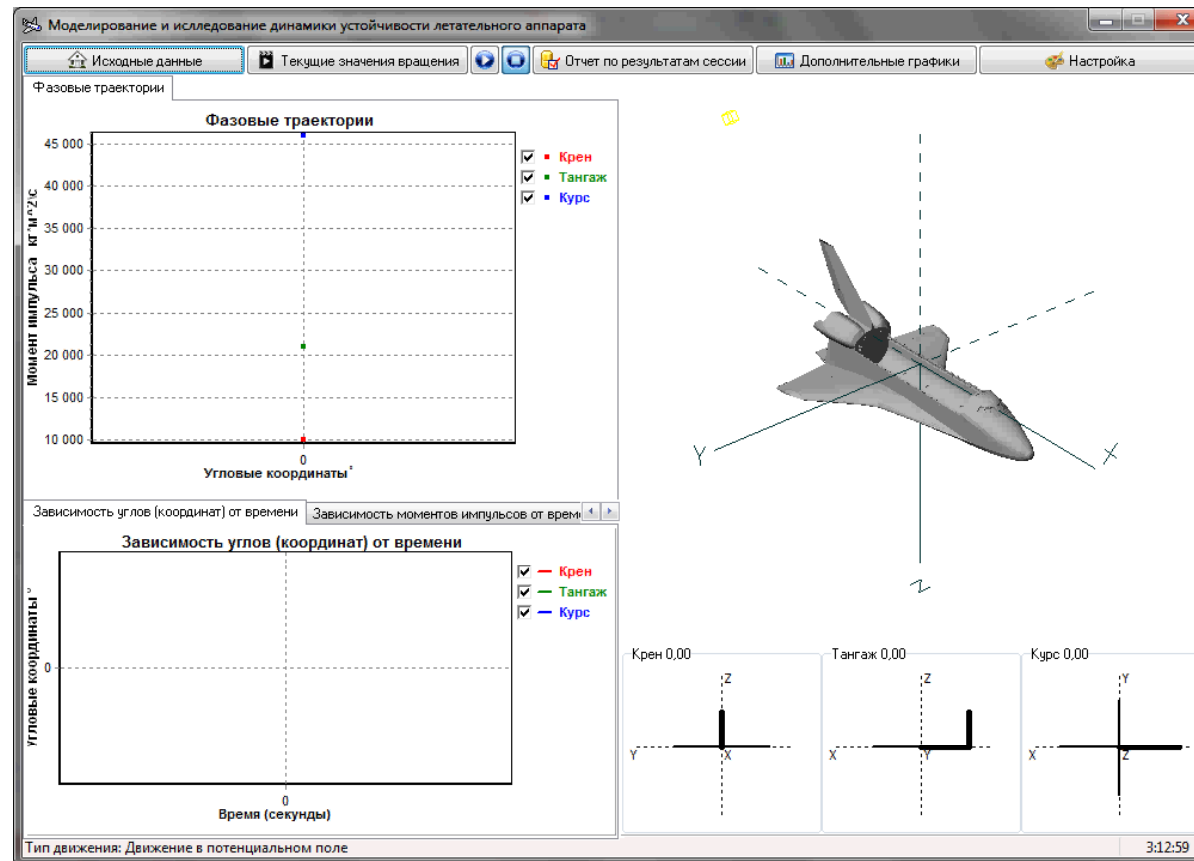 Моделирование и ислледование динамики устойчивости летательного аппарата
Исходные данные
Текущие значения вращения
Отчет по результатам сессии
Дополнительные графики
Настройка
Фазовые траектории
Фазовые траектории
Момент импульса кг*м^2\с
45 000
40 000
35 000
30 000
25 000
20 000
15 000
10 000
0
Угловые координаты °
Крен
Тангаж
Курс
Y
X
Z
Зависимость углов (координат) от времени
Зависимость моментов импульсов от врем
Зависимость углов (координат) от времени
Угловые координаты °
0
0
Время (секунды)
Крен
Тангаж
Курс
Крен 0,00
Z
Y
X
Тангаж 0,00
Z
X
Y
Курс 0,00
Y
X
Z
Тип движения: Движение в потенциальном поле
3:12:59